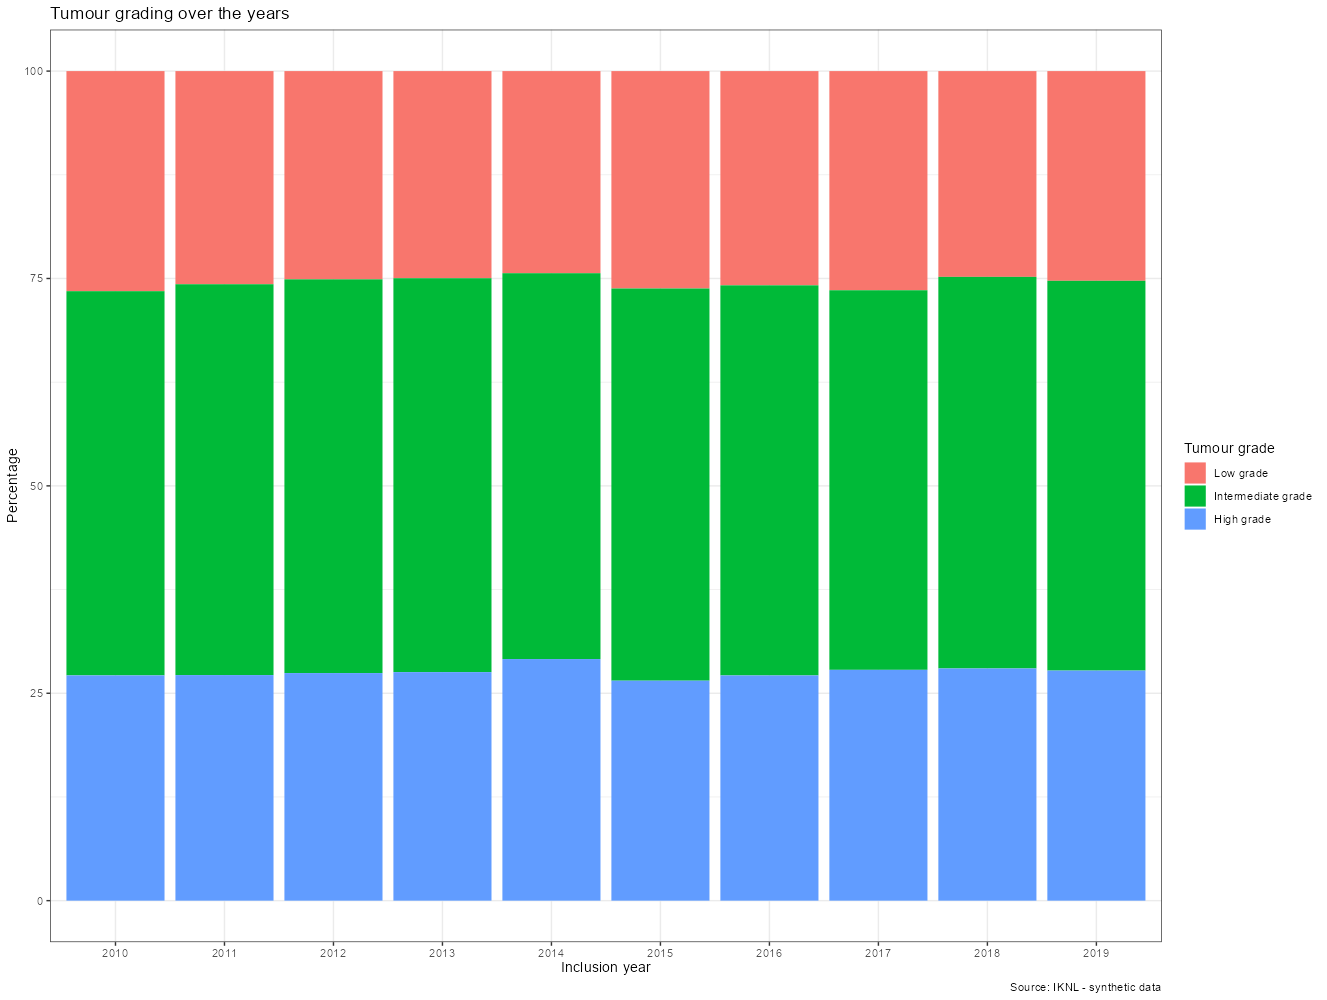 Tumour grading over the years
Percentage
100
75
50
25
0
2010 2011 2012 2013 2014 2015 2016 2017 2018 2019
Inclusion year
Tumour grade
Low grade
Intermediate grade
High grade
Source: IKNL - synthetic data